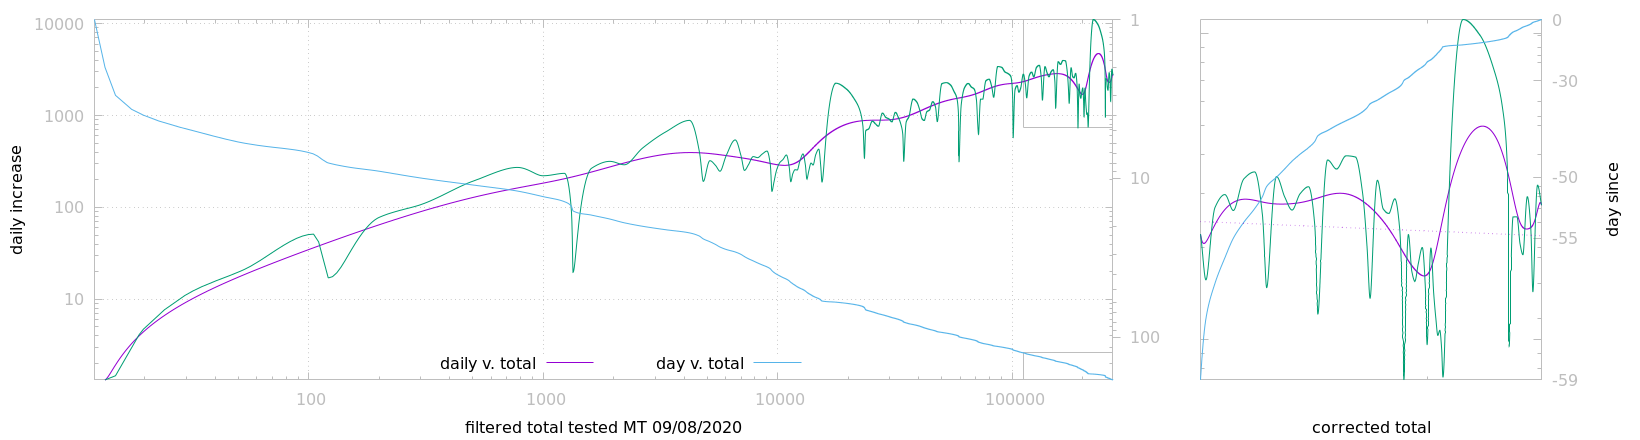 10000
1000
100
10
daily increase
daily v. total
day v. total
100
1000
10000
100000
filtered total tested MT 09/08/2020
1
10
100
0
-30
-50
-55
-59
day since
corrected total